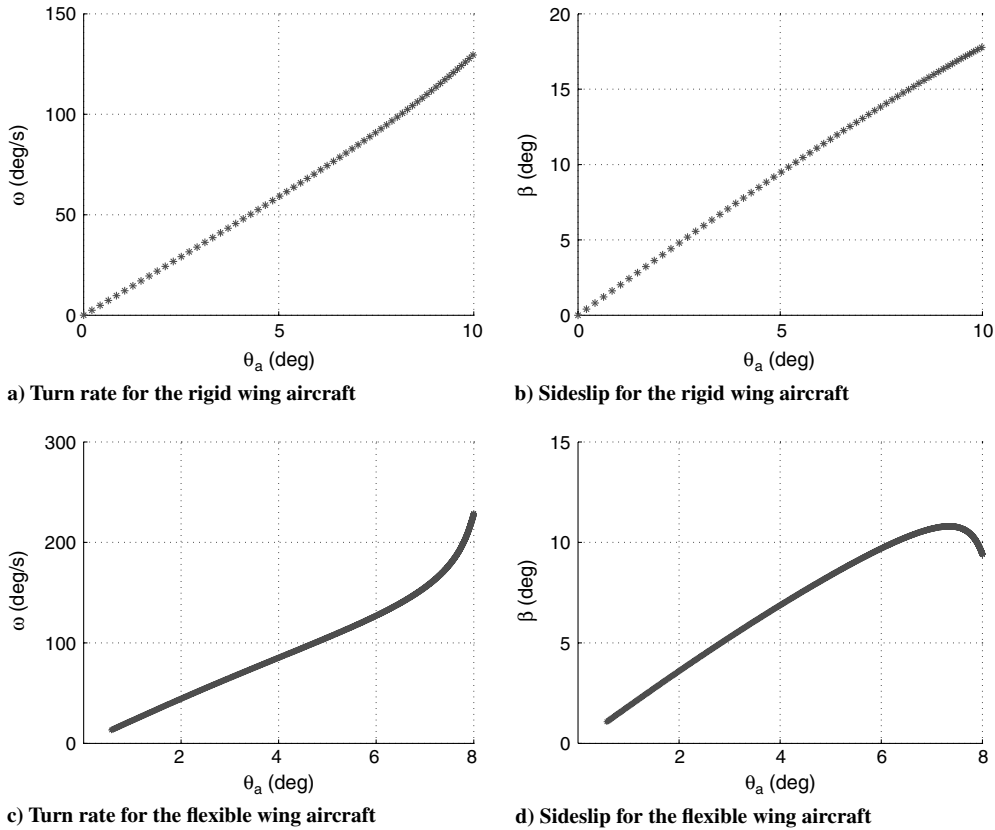 150
100
50
0
ω (deg/s)
0
5
10
θa (deg)
a) Turn rate for the rigid wing aircraft
20
15
10
5
0
β (deg)
0
5
10
θa (deg)
b) Sideslip for the rigid wing aircraft
300
200
100
0
ω (deg/s)
2
4
6
8
θa (deg)
c) Turn rate for the flexible wing aircraft
15
10
5
0
β (deg)
2
4
6
8
θa (deg)
d) Sideslip for the flexible wing aircraft